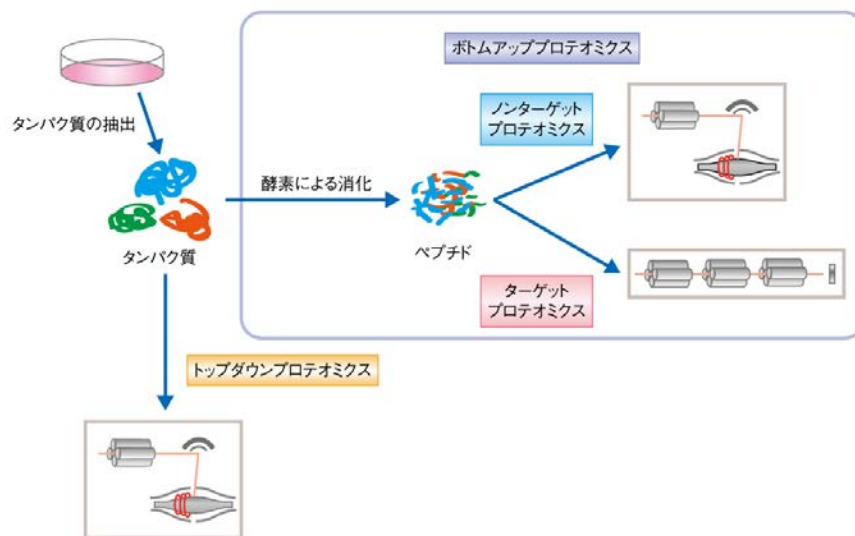 ボトムアッププロテオミクス
ノンターゲット
プロテオミクス
タンパク質の抽出
酵素による消化
タンパク質
ペプチド
ターゲット
プロテオミクス
トップダウンプロテオミクス